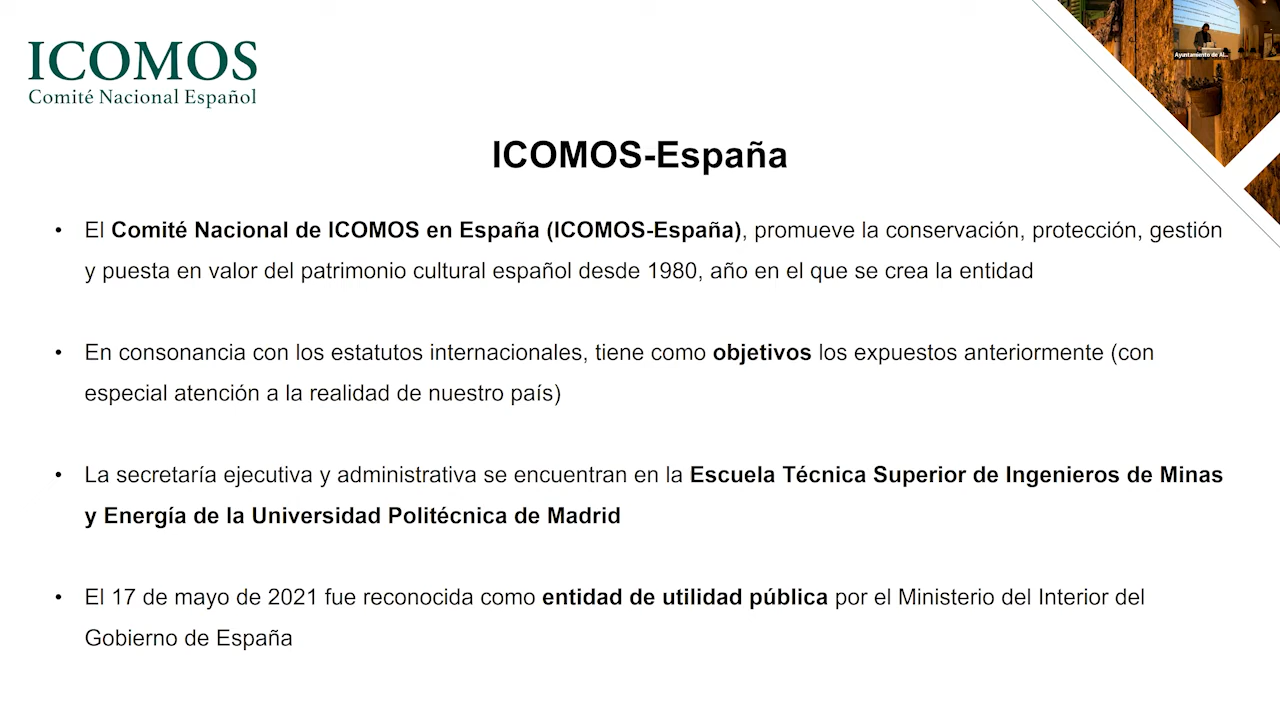 ICOMOS
Comité Nacional Español
Ayuntamiento de Al...
ICOMOS-España
• El Comité Nacional de ICOMOS en España (ICOMOS-España), promueve la conservación, protección, gestión
y puesta en valor del patrimonio cultural español desde 1980, año en el que se crea la entidad
• En consonancia con los estatutos internacionales, tiene como objetivos los expuestos anteriormente (con
especial atención a la realidad de nuestro país)
• La secretaría ejecutiva y administrativa se encuentran en la Escuela Técnica Superior de Ingenieros de Minas
y Energía de la Universidad Politécnica de Madrid
• El 17 de mayo de 2021 fue reconocida como entidad de utilidad pública por el Ministerio del Interior del
Gobierno de España